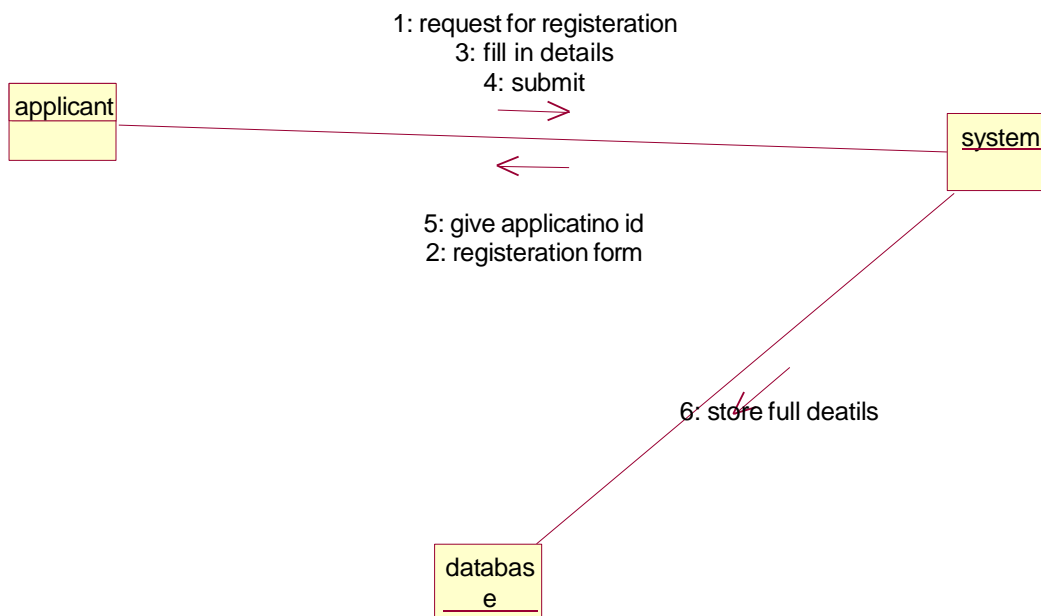 1: request for registeration
3: fill in details
4: submit
applicant
system
5: give applicatino id
2: registeration form
6: store full deatils
databas
e